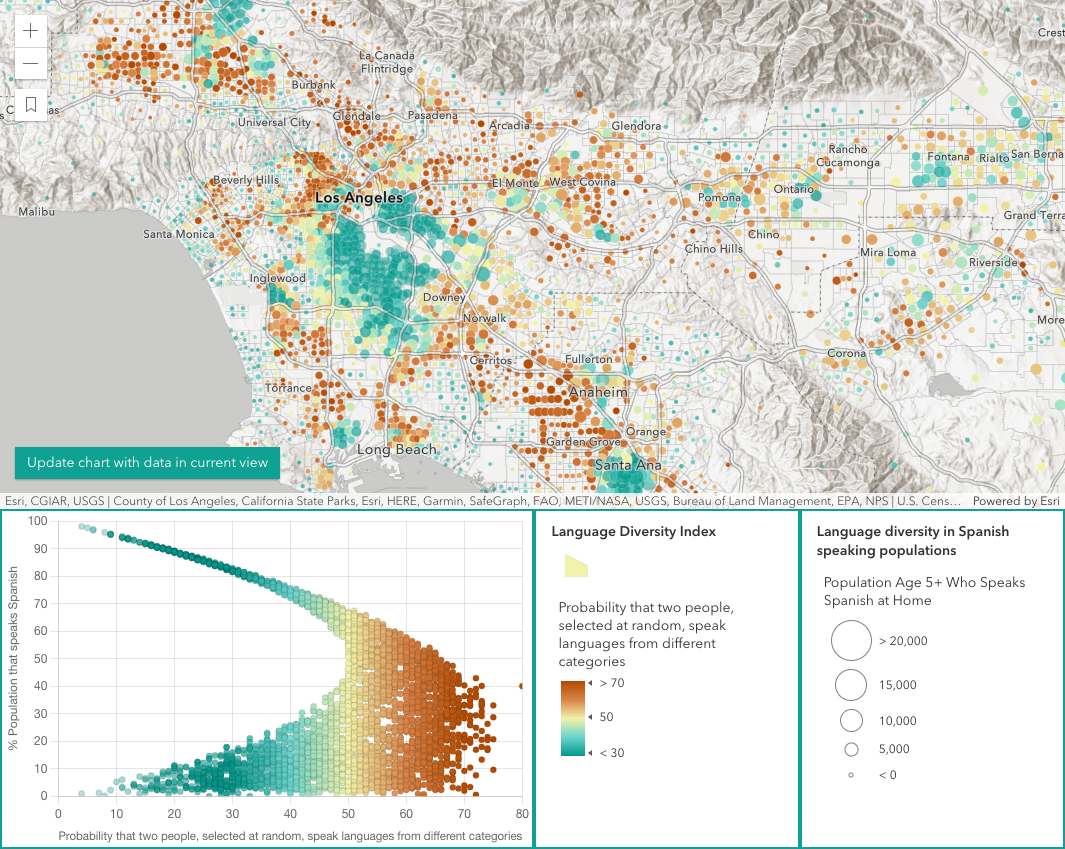 La Canada
Flintridge
Crest
Burbank
as
Universal City
Glendale
Pasadena
Arcadia
Glendora
Rancho
Cucamonga
Fontana
Rialto
San Berna
Beverly Hills
El Monte
West Covina
Los Angeles
Pomona
Ontario
Malibu
Santa Monica
Grand Terra
Chino
Chino Hills
Mira Loma
Riverside
Inglewood
Downey
Norwalk
More
Cerritos
Fullerton
Corona
Torrance
Anaheim
Long Beach
Garden Grove
Orange
Santa Ana
Update chart with data in current view
Esri, CGIAR, USGS | County of Los Angeles, California State Parks, Esri, HERE, Garmin, SafeGraph, FAO, METI/NASA, USGS, Bureau of Land Management, EPA, NPS | U.S. Cens… Powered by Esri
100
90
80
70
60
50
40
30
20
10
0
% Population that speaks Spanish
0 10 20 30 40 50 60 70 80
Probability that two people, selected at random, speak languages from different categories
Language Diversity Index
Probability that two people,
selected at random, speak
languages from different
categories
> 70
50
< 30
Language diversity in Spanish
speaking populations
Population Age 5+ Who Speaks
Spanish at Home
> 20,000
15,000
10,000
5,000
< 0